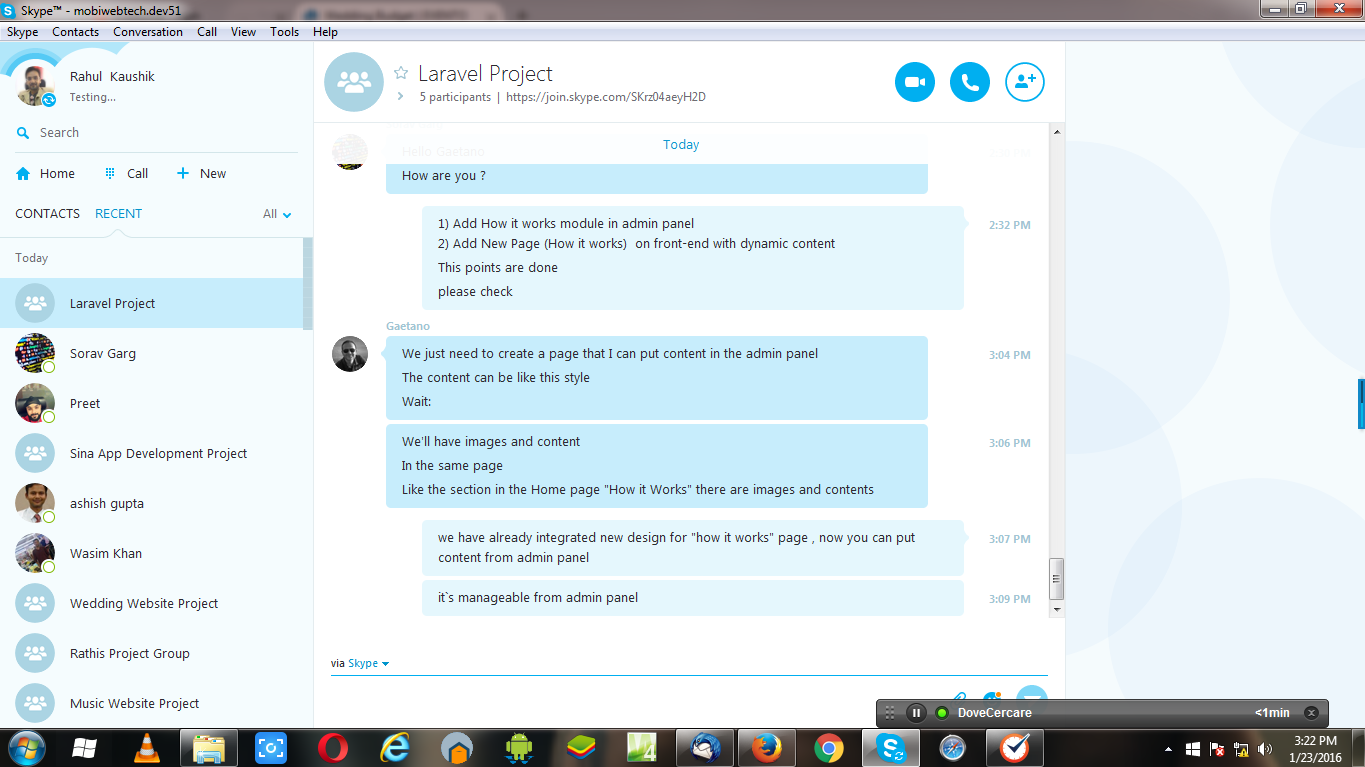 Skype™ - mobiwebtech.dev51
Skype Contacts Conversation Call View Tools Help
Rahul Kaushik
Testing...
Search
Home Call New
CONTACTS RECENT All
Today
Laravel Project
Sorav Garg
Preet
Sina App Development Project
ashish gupta
Wasim Khan
Wedding Website Project
Rathis Project Group
Music Website Project
Laravel Project
5 participants | https://join.skype.com/SKrz04aeyH2D
Today
Hello Gaetano
How are you ?
1) Add How it works module in admin panel
2) Add New Page (How it works) on front-end with dynamic content
This points are done
please check
2:32 PM
Gaetano
We just need to create a page that I can put content in the admin panel
The content can be like this style
Wait:
3:04 PM
We'll have images and content
In the same page
Like the section in the Home page "How it Works" there are images and contents
3:06 PM
we have already integrated new design for "how it works" page , now you can put
content from admin panel
3:07 PM
it`s manageable from admin panel
3:09 PM
via Skype
DoveCercare <1min
3:22 PM
1/23/2016